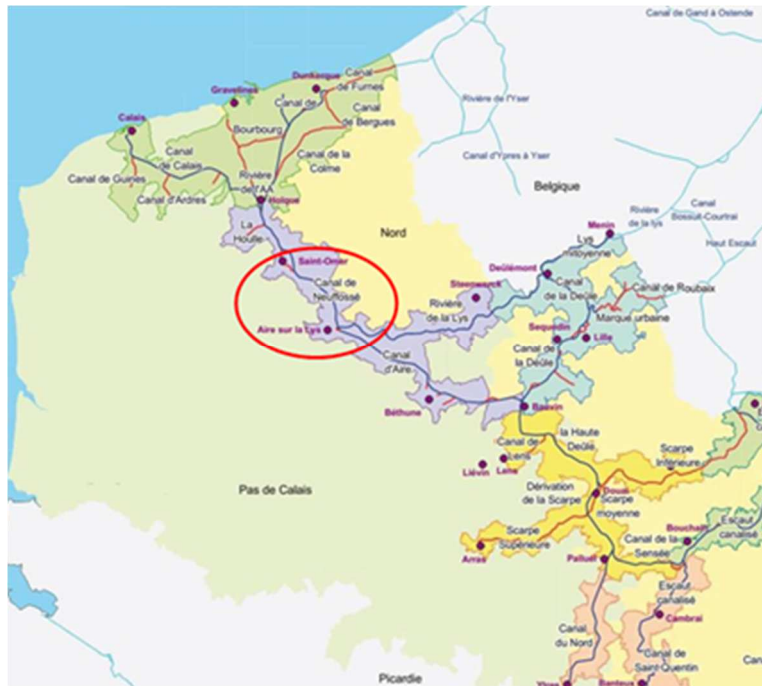 Canal de Gand à Ostende
Dunkerque
Canal
de Furnes
Gravelines
Canal de
Rivière de l'Yser
Calais
Canal
de Bergues
Bourbourg
Canal
de Calais
Canal de la
Colme
Canal d'Ypres à Yser
Canal de Guines
Rivière
de l'AA
Canal d'Ardres
Holque
Belgique
Canal
Bossuit-Courtrai
Rivière
de la lys
La
Houlle
Nord
Menin
Lys
mitoyenne
Haut Escaut
Saint-Omer
Deûlémont
Canal de
Neuffossé
Steenwerck
Canal
de la Deûle
Canal de Roubaix
Rivière
de la Lys
Marque urbaine
Aire sur la Lys
Sequedin
Lille
Canal
d'Aire
Canal de
la Deûle
Béthune
Bauvin
la Haute
Deûle
Canal de
Lens
Scarpe
Inférieure
Liévin
Pas de Calais
Dérivation
de la Scarpe
Douai
Scarpe
moyenne
Scarpe
Supérieure
Bouchain
Escaut
canalisé
Canal de la
Sensée
Arras
Palluel
Escaut
canalisé
Cambrai
Canal
du Nord
Canal de
Saint-Quentin
Picardie
Banteux